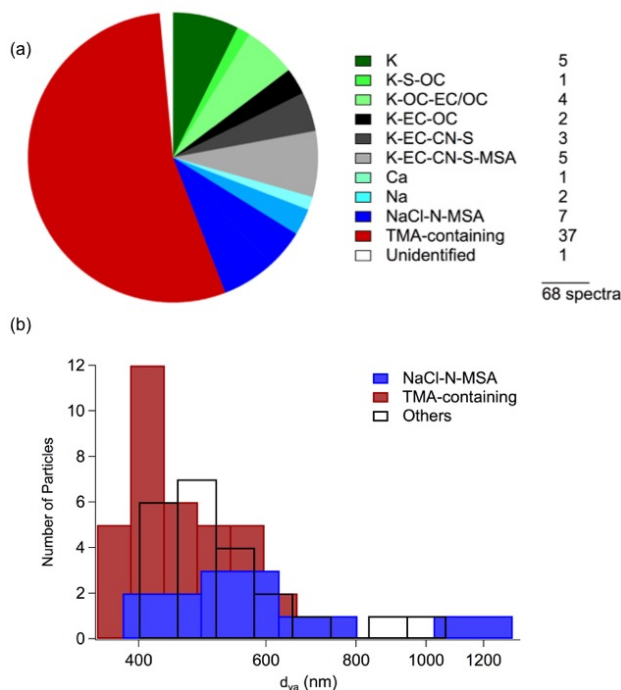 (a)
K 5
K-S-OC 1
K-OC-EC/OC 4
K-EC-OC 2
K-EC-CN-S 3
K-EC-CN-S-MSA 5
Ca 1
Na 2
NaCl-N-MSA 7
TMA-containing 37
Unidentified 1
68 spectra
(b)
12
10
8
6
4
2
0
Number of Particles
NaCl-N-MSA
TMA-containing
Others
400 600 800 1000 1200
dva (nm)